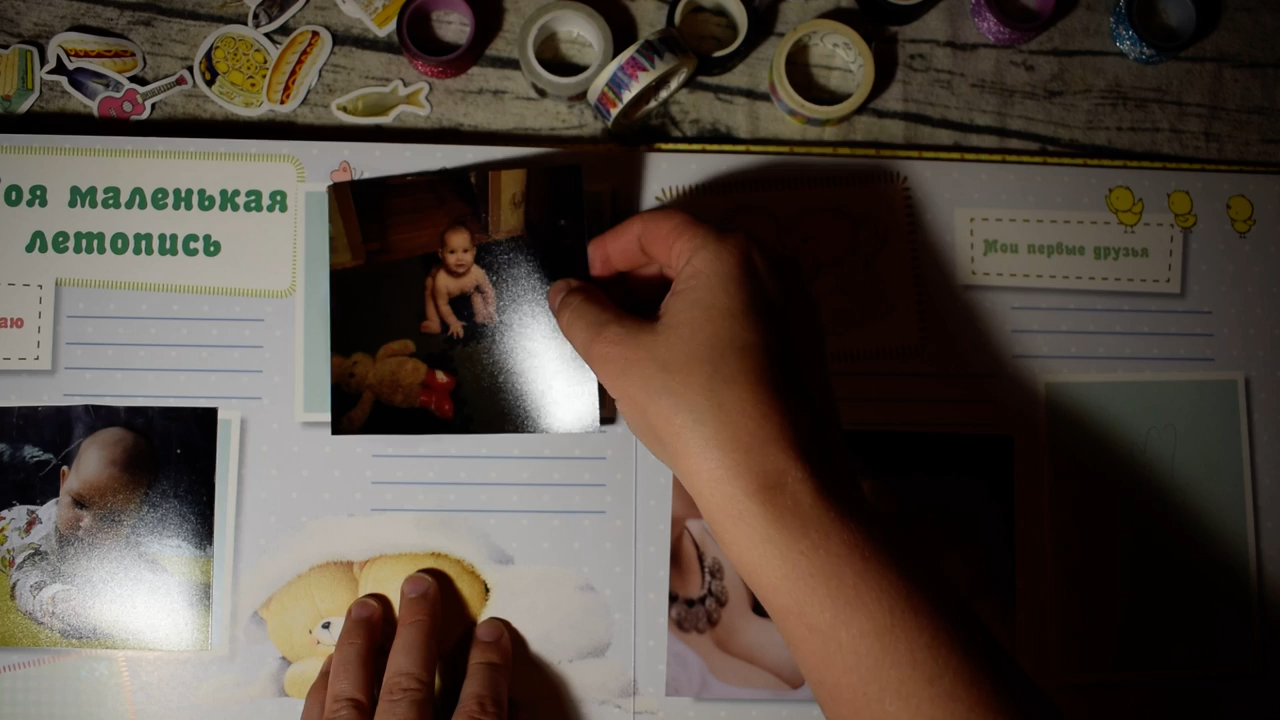 оя маленькая
летопись
аю
Мои первые друзья